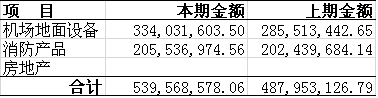 项 目 本期金额 上期金额
机场地面设备 334,031,603.50 285,513,442.65
消防产品 205,536,974.56 202,439,684.14
房地产
合计 539,568,578.06 487,953,126.79